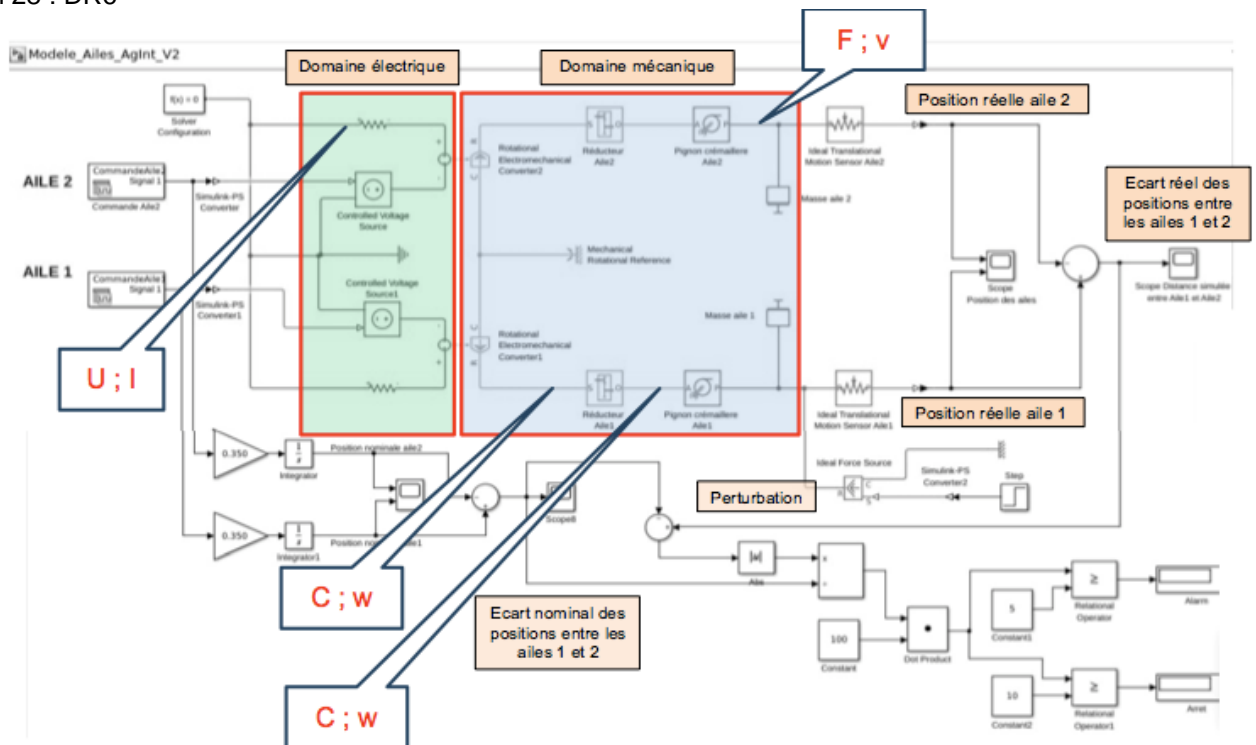 Modele_Ailes_AgInt_V2
Domaine électrique
Domaine mécanique
F ; v
f(x) = 0
Solver
Configuration
Position réelle aile 2
AILE 2
CommandeAile2
Signal 1
Commande Aile2
Simulink-PS
Converter
Controlled Voltage
Source
Rotational
Electromechanical
Converter2
R
C
S
O
Réducteur
Aile2
A
P
Pignon crémaillere
Aile2
Ideal Translational
Motion Sensor Aile2
Masse aile 2
Ecart réel des
positions entre
les ailes 1 et 2
Mechanical
Rotational Reference
AILE 1
Signal 1
Commande Aile1
Simulink-PS
Converter1
Controlled Voltage
Source1
Scope
Position des ailes
Scope Distance simulée
entre Aile1 et Aile2
Masse aile 1
Rotational
Electromechanical
Converter1
C
R
U ; I
S
O
Réducteur
Aile1
A
P
Pignon crémaillere
Aile1
Ideal Translational
Motion Sensor Aile1
Position réelle aile 1
0.350
1
s
Integrator
Position nominale aile2
Scope8
Ideal Force Source
Simulink-PS
Converter2
Step
R
C
S
Perturbation
0.350
1
s
Integrator1
C ; w
Ecart nominal des
positions entre les
ailes 1 et 2
|u|
Abs
100
Constant
Dot Product
5
Constant1
Relational
Operator
Alarm
10
Constant2
Relational
Operator1
Arret
C ; w